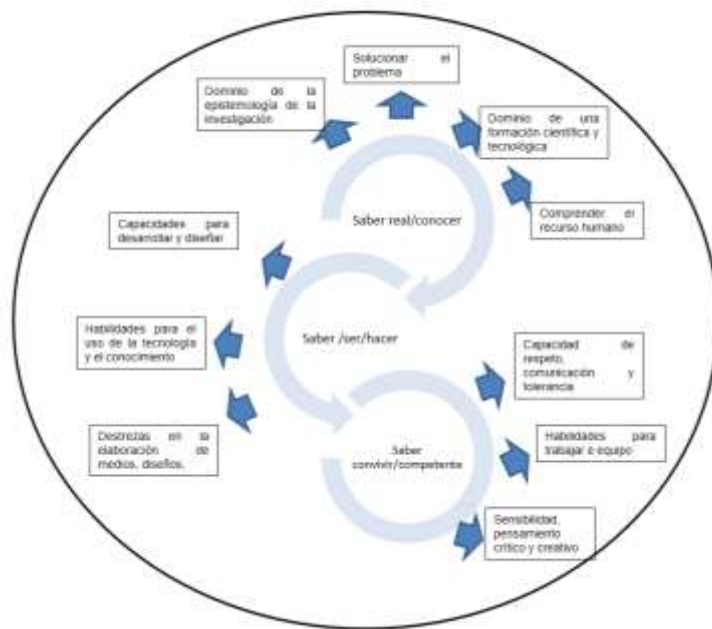 Solucionar el
problema
Dominio de la
epistemología de la
investigación
Dominio de una
formación científica y
tecnológica
Saber real/conocer
Comprender el
recurso humano
Capacidades para
desarrollar y diseñar
Saber /ser/hacer
Habilidades para el
uso de la tecnología
y el conocimiento
Capacidad de
respeto,
comunicación y
tolerancia
Destrezas en la
elaboración de
medios, diseños,
Saber
convivir/competente
Habilidades para
trabajar e equipo
Sensibilidad,
pensamiento
crítico y creativo